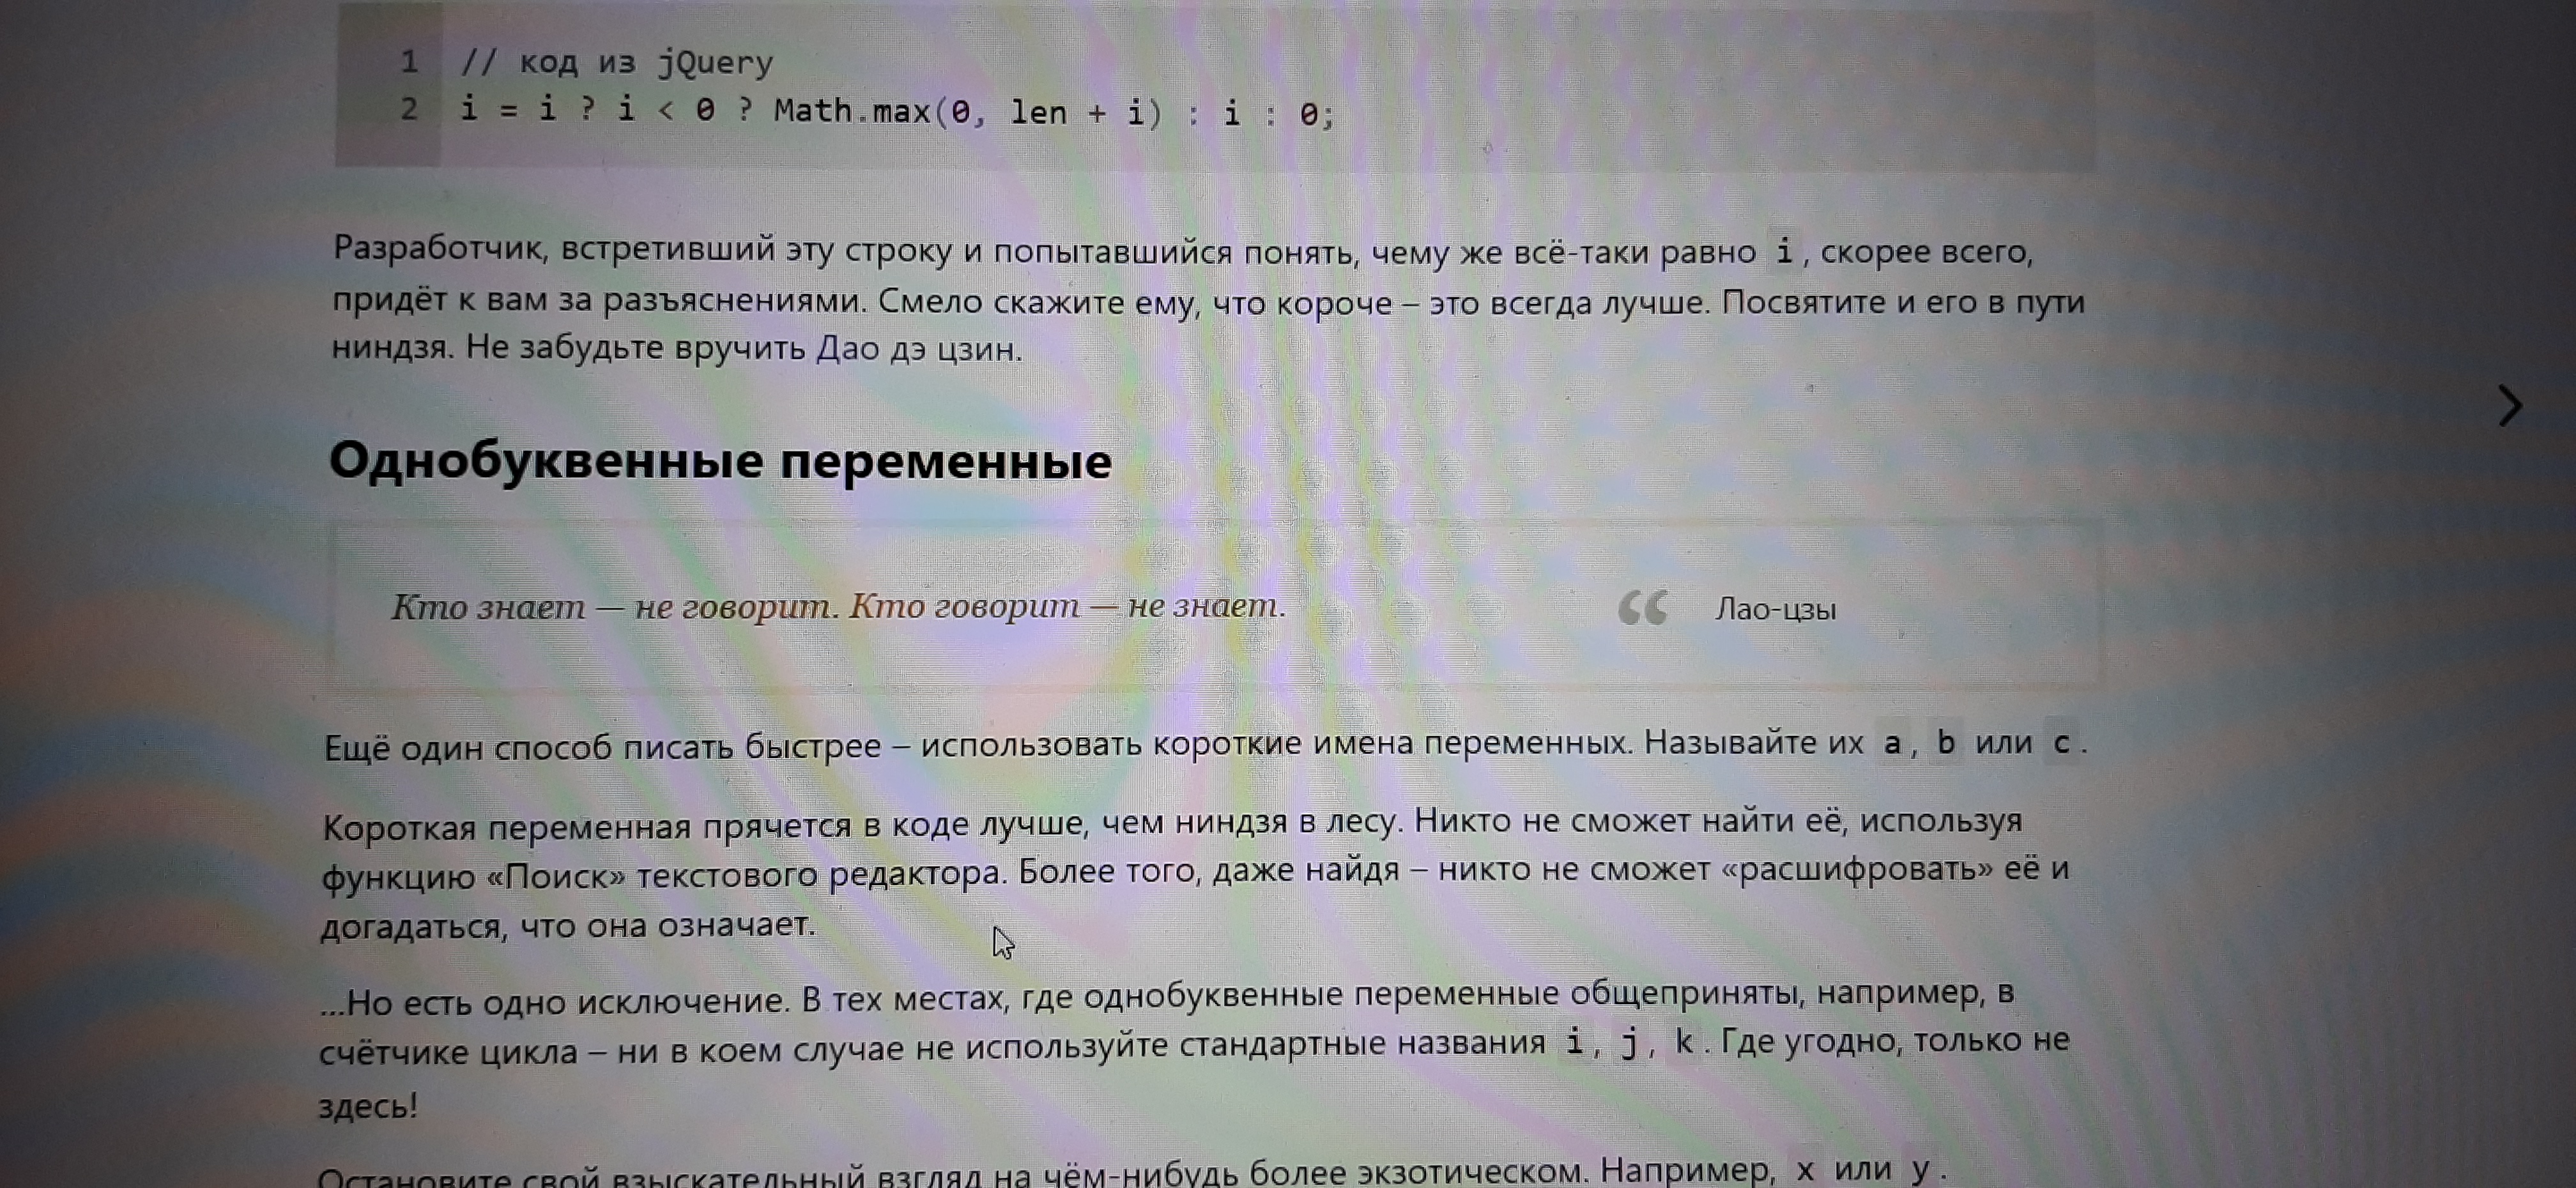 1 // код из jQuery
2 i = i ? i < 0 ? Math.max(0, len + i) : i : 0;
Разработчик, встретивший эту строку и попытавшийся понять, чему же всё-таки равно i, скорее всего,
придёт к вам за разъяснениями. Смело скажите ему, что короче – это всегда лучше. Посвятите и его в пути
ниндзя. Не забудьте вручить Дао дэ цзин.
Однобуквенные переменные
Кто знает — не говорит. Кто говорит — не знает.
“ Лао-цзы
Ещё один способ писать быстрее – использовать короткие имена переменных. Называйте их a, b или c.
Короткая переменная прячется в коде лучше, чем ниндзя в лесу. Никто не сможет найти её, используя
функцию «Поиск» текстового редактора. Более того, даже найдя – никто не сможет «расшифровать» её и
догадаться, что она означает.
…Но есть одно исключение. В тех местах, где однобуквенные переменные общеприняты, например, в
счётчике цикла – ни в коем случае не используйте стандартные названия i, j, k. Где угодно, только не
здесь!
Остановите свой взыскательный взгляд на чём-нибудь более экзотическом. Например, x или y.